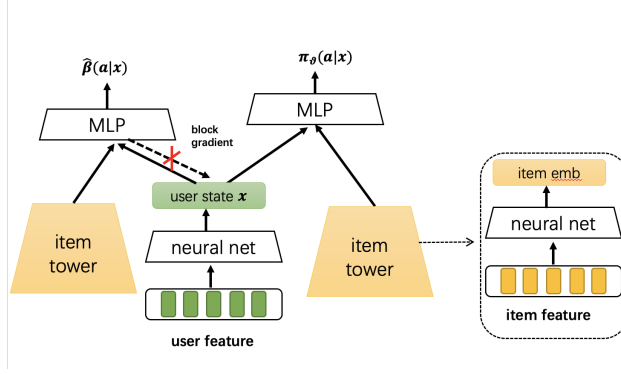 β̂(a|x)
π_ϑ(a|x)
MLP
MLP
block
gradient
user state x
item emb
neural net
item
tower
neural net
item
tower
user feature
item feature